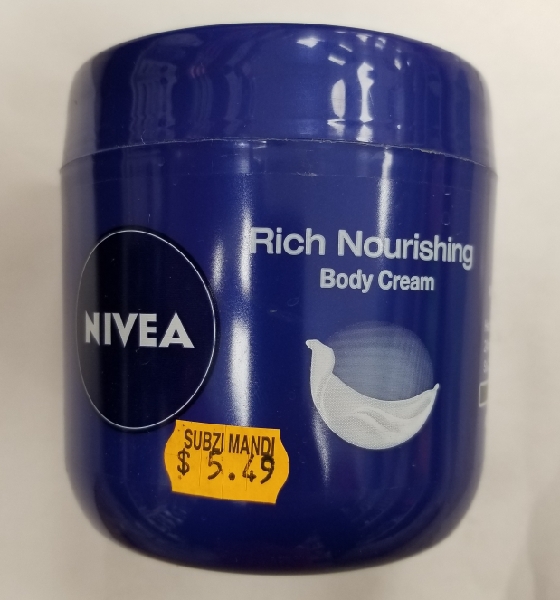 Rich Nourishing
Body Cream
NIVEA
SUBZI MANDI
$ 5.49